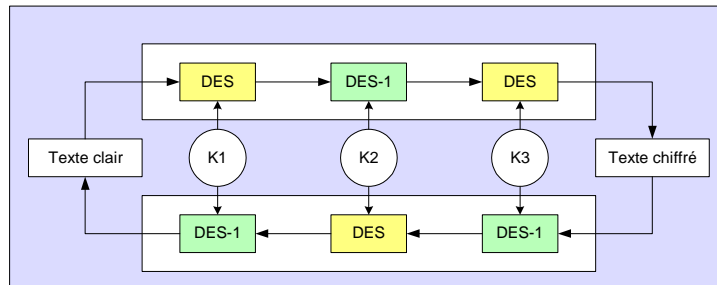 DES
DES-1
DES
Texte clair
K1
K2
K3
Texte chiffré
DES-1
DES
DES-1